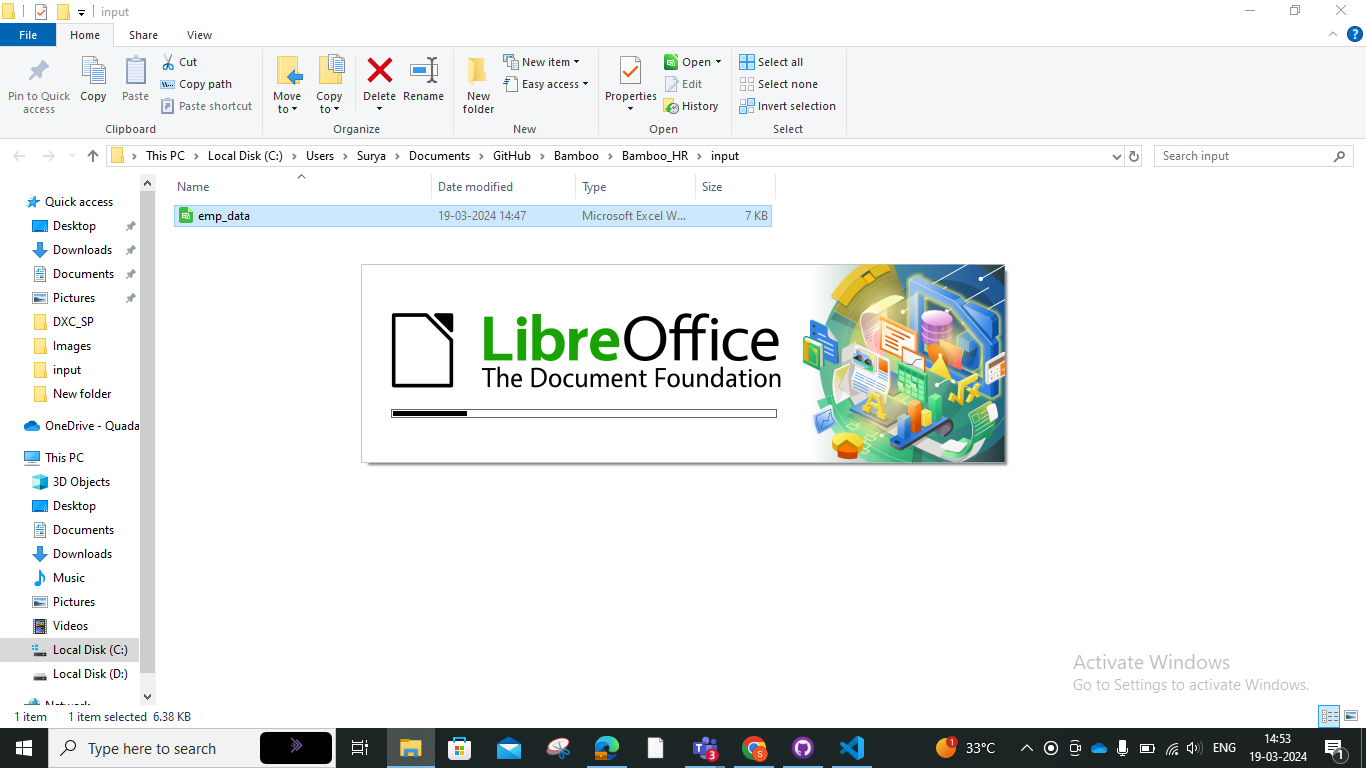 input
File
Home
Share
View
Pin to Quick
access
Copy
Paste
Cut
Copy path
Paste shortcut
Clipboard
Move
to
Copy
to
Delete
Rename
Organize
New
folder
New item
Easy access
New
Properties
Open
Edit
History
Open
Select all
Select none
Invert selection
Select
This PC
Local Disk (C:)
Users
Surya
Documents
GitHub
Bamboo
Bamboo_HR
input
Search input
Name
Date modified
Type
Size
emp_data
19-03-2024 14:47
Microsoft Excel W...
7 KB
Quick access
Desktop
Downloads
Documents
Pictures
DXC_SP
Images
input
New folder
OneDrive - Quada
This PC
3D Objects
Desktop
Documents
Downloads
Music
Pictures
Videos
Local Disk (C:)
Local Disk (D:)
LibreOffice
The Document Foundation
Activate Windows
Go to Settings to activate Windows.
1 item
1 item selected 6.38 KB
Type here to search
3
S
1
33°C
ENG
14:53
19-03-2024
1